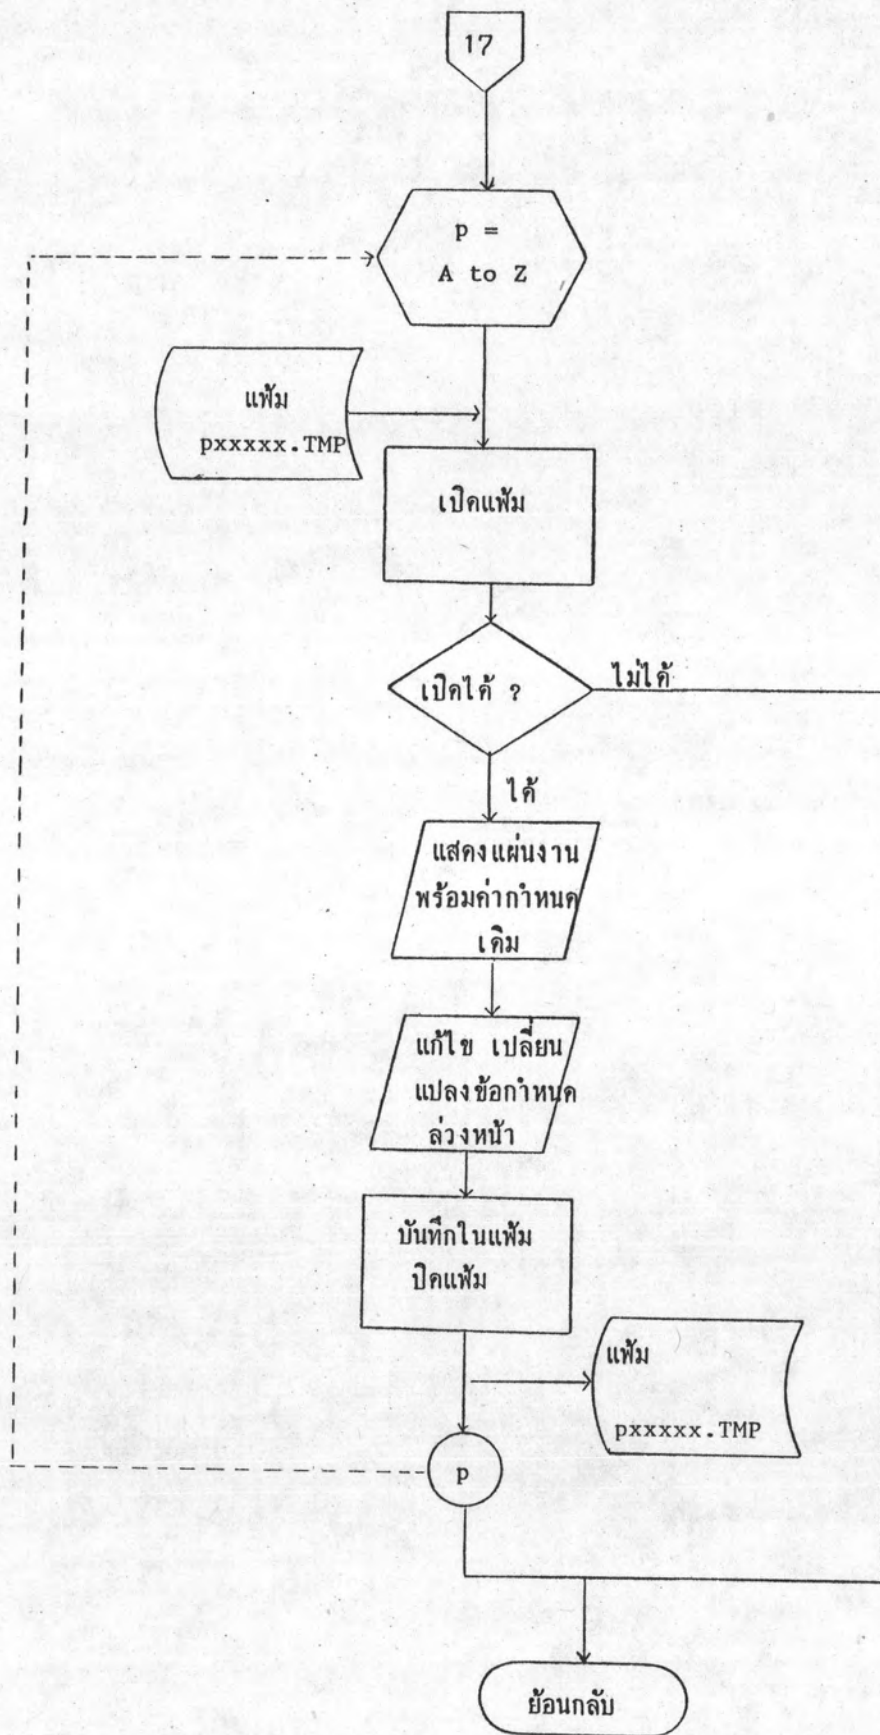 17
p =
A to Z
แฟ้ม
pxxxxx.TMP
เปิดแฟ้ม
เปิดได้ ?
ไม่ได้
ได้
แสดงแผ่นงาน
พร้อมค่ากำหนด
เดิม
แก้ไข เปลี่ยน
แปลงข้อกำหนด
ล่วงหน้า
บันทึกในแฟ้ม
ปิดแฟ้ม
แฟ้ม
pxxxxx.TMP
p
ย้อนกลับ